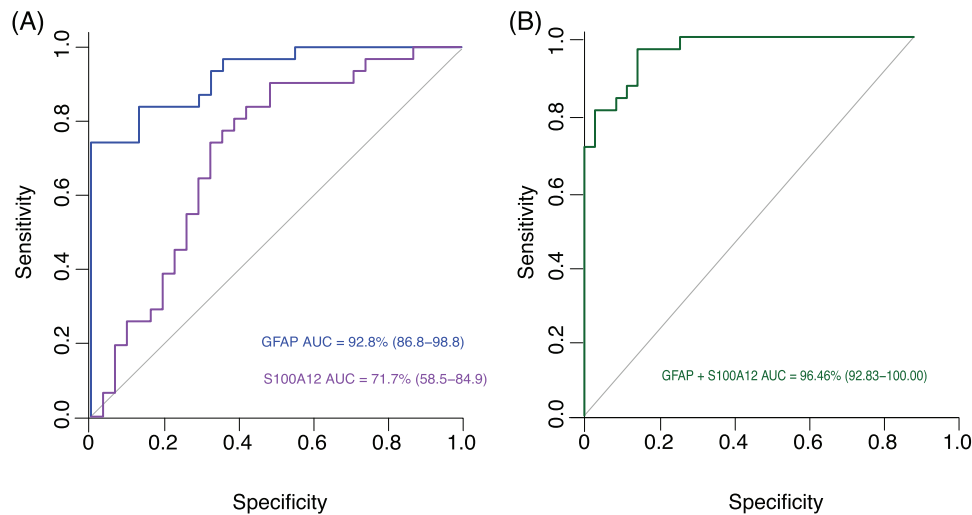 (A)
1.0
0.8
0.6
0.4
0.2
0.0
Sensitivity
GFAP AUC = 92.8% (86.8–98.8)
S100A12 AUC = 71.7% (58.5–84.9)
0 0.2 0.4 0.6 0.8 1.0
Specificity
(B)
1.0
0.8
0.6
0.4
0.2
0.0
Sensitivity
GFAP + S100A12 AUC = 96.46% (92.83–100.00)
0 0.2 0.4 0.6 0.8 1.0
Specificity